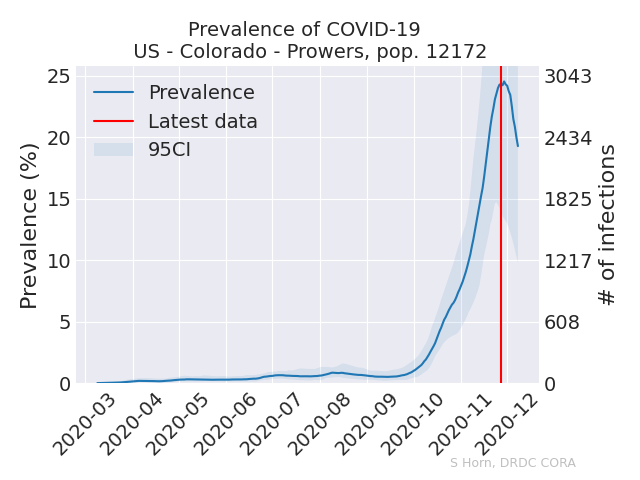 Prevalence of COVID-19
US - Colorado - Prowers, pop. 12172
Prevalence
Latest data
95CI
Prevalence (%)
25
20
15
10
5
0
3043
2434
1825
1217
608
0
# of infections
2020-03
2020-04
2020-05
2020-06
2020-07
2020-08
2020-09
2020-10
2020-11
2020-12
S Horn, DRDC CORA